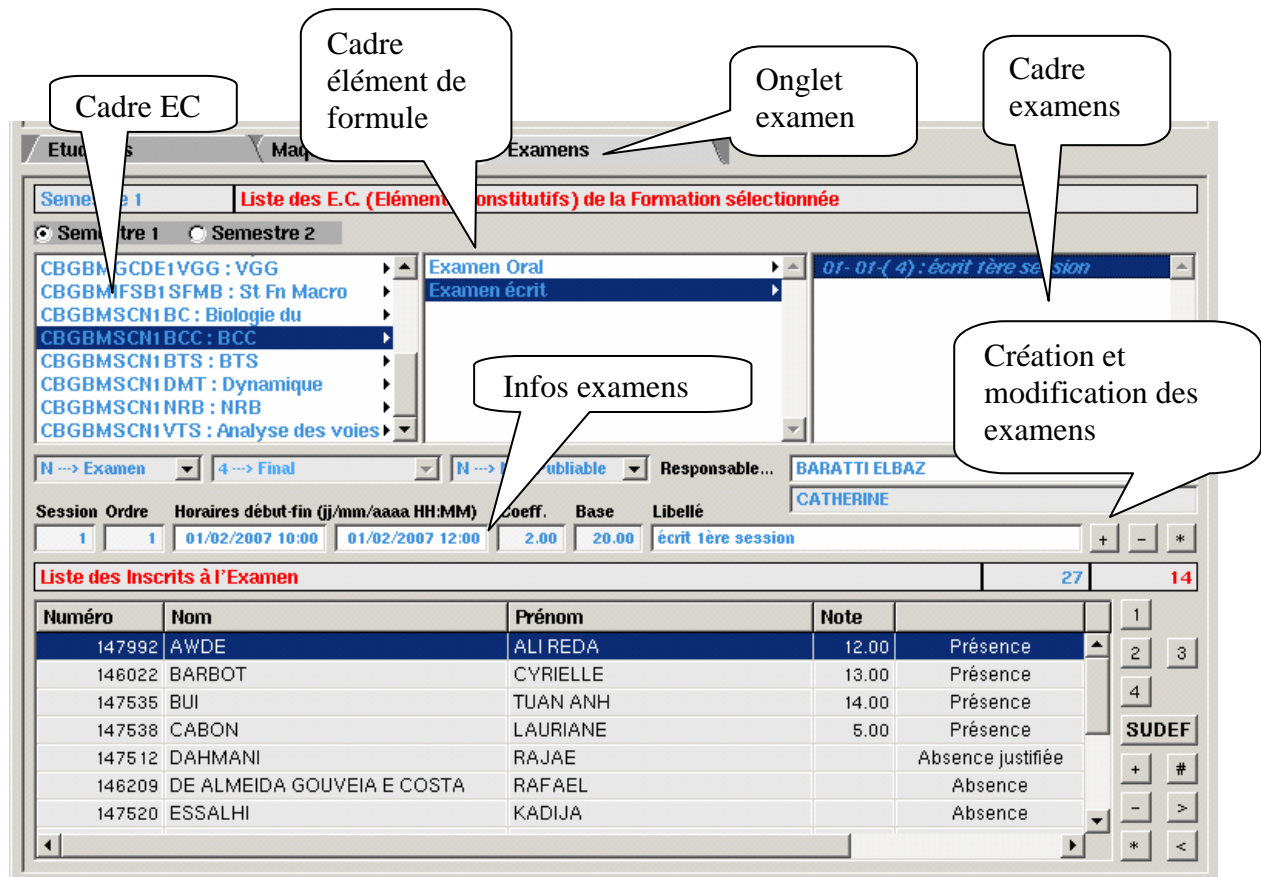 Cadre
élément de
formule
Cadre EC
Onglet
examen
Cadre
examens
Examens
Semestre 1
Liste des E.C. (Eléments Constitutifs) de la Formation sélectionnée
Semestre 1 Semestre 2
CBGBMGCDE1VGG : VGG
CBGBMIFSB1SFMB : St Fn Macro
CBGBMSCN1BC : Biologie du
CBGBMSCN1BCC : BCC
CBGBMSCN1BTS : BTS
CBGBMSCN1DMT : Dynamique
CBGBMSCN1NRB : NRB
CBGBMSCN1VTS : Analyse des voies
Examen Oral
Examen écrit
01- 01-( 4) : écrit 1ère session
Infos examens
Création et
modification des
examens
N ---> Examen 4 ---> Final N ---> Publiable Responsable... BARATTI ELBAZ
CATHERINE
Session Ordre Horaires début-fin (jj/mm/aaaa HH:MM) Coeff. Base Libellé
1 1 01/02/2007 10:00 01/02/2007 12:00 2.00 20.00 écrit 1ère session + - *
Liste des Inscrits à l'Examen 27 14
Numéro Nom Prénom Note
147992 AWDE ALI REDA 12.00 Présence
146022 BARBOT CYRIELLE 13.00 Présence
147535 BUI TUAN ANH 14.00 Présence
147538 CABON LAURIANE 5.00 Présence
147512 DAHMANI RAJAE Absence justifiée
146209 DE ALMEIDA GOUVEIA E COSTA RAFAEL Absence
147520 ESSALHI KADIJA Absence
1
2 3
4
SUDEF
+ #
- >
* <